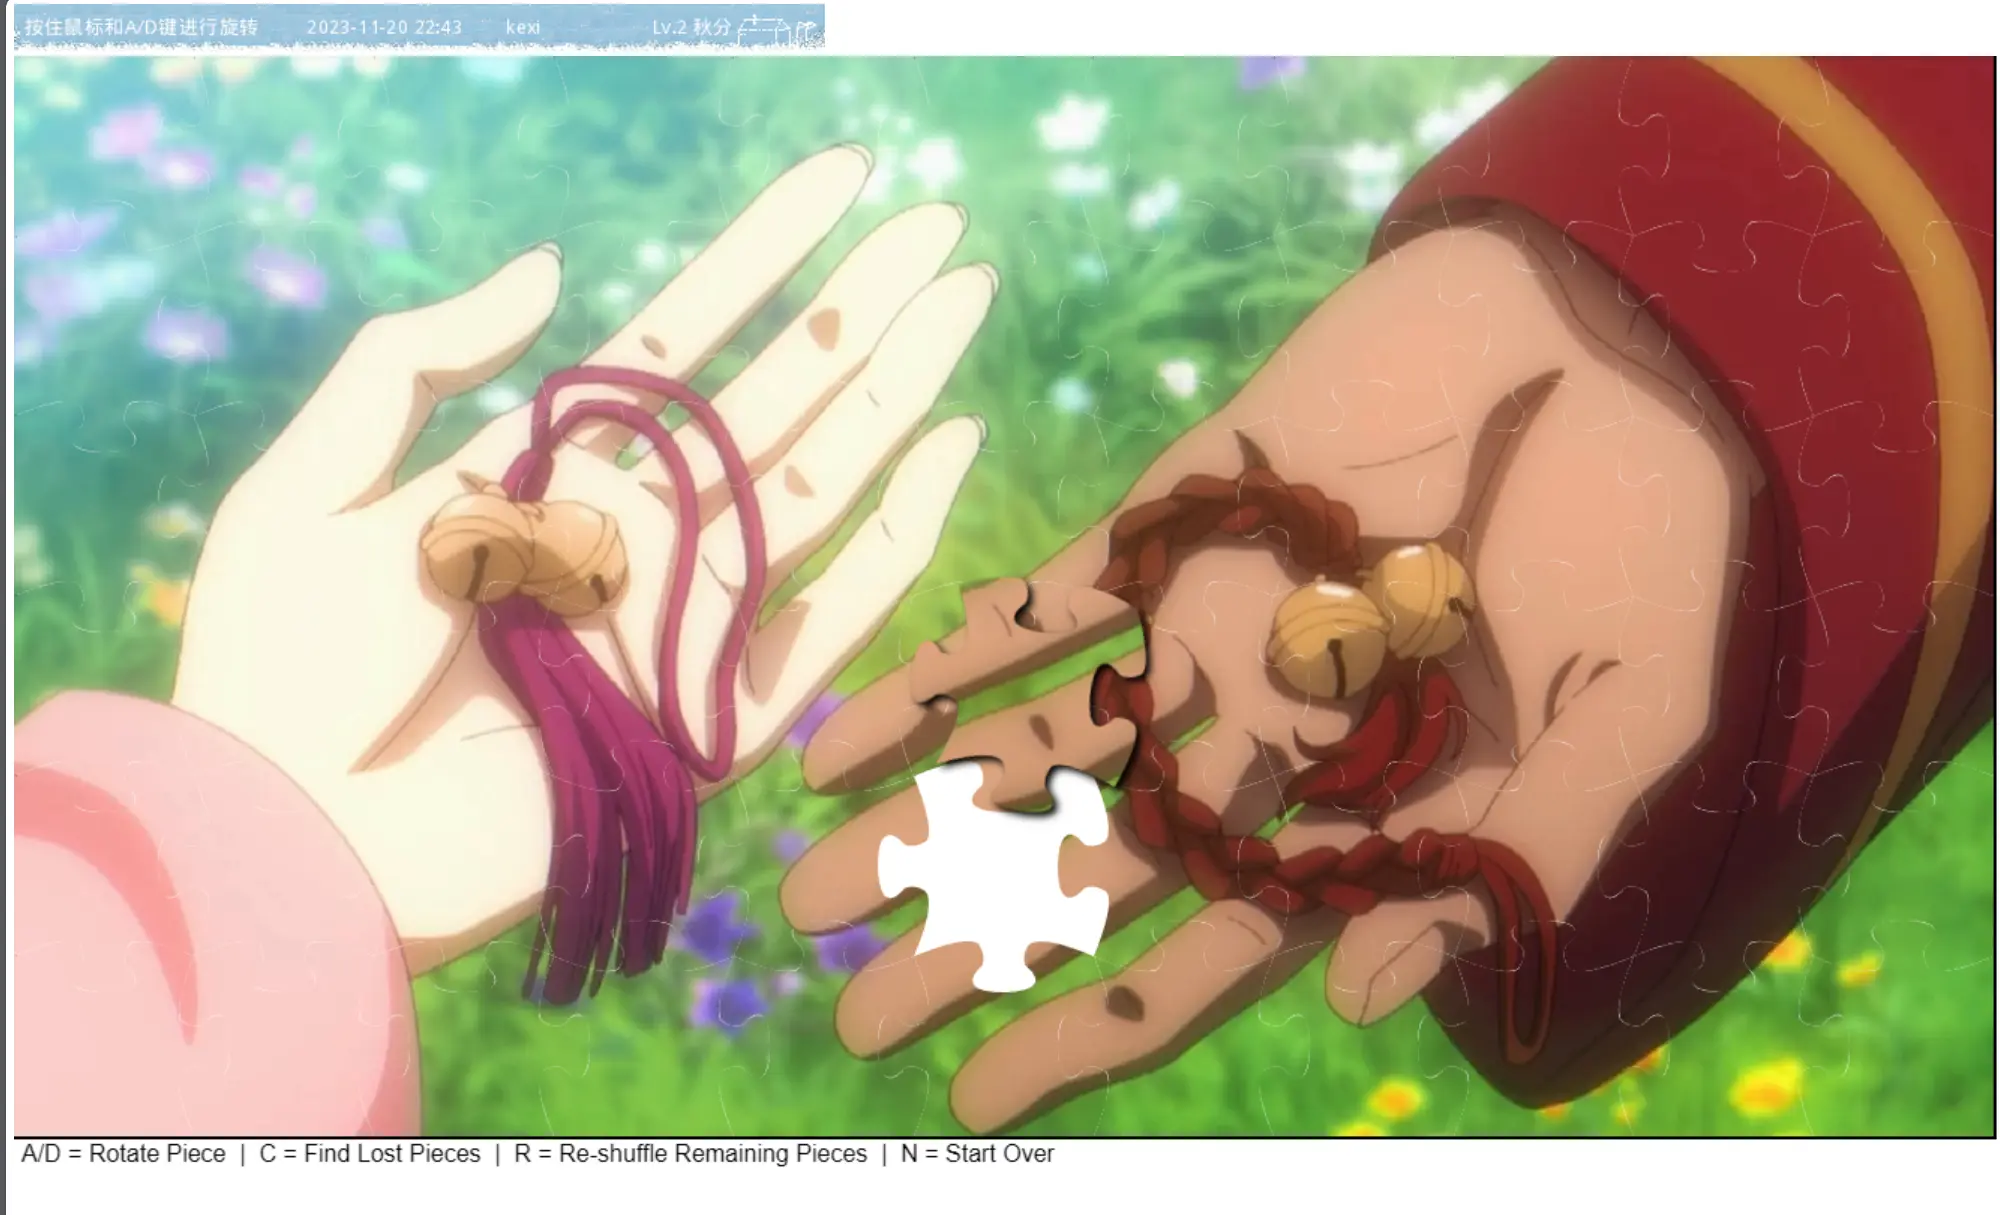 按住鼠标和A/D键进行旋转 2023-11-20 22:43 kexi Lv.2 秋分
A/D = Rotate Piece | C = Find Lost Pieces | R = Re-shuffle Remaining Pieces | N = Start Over